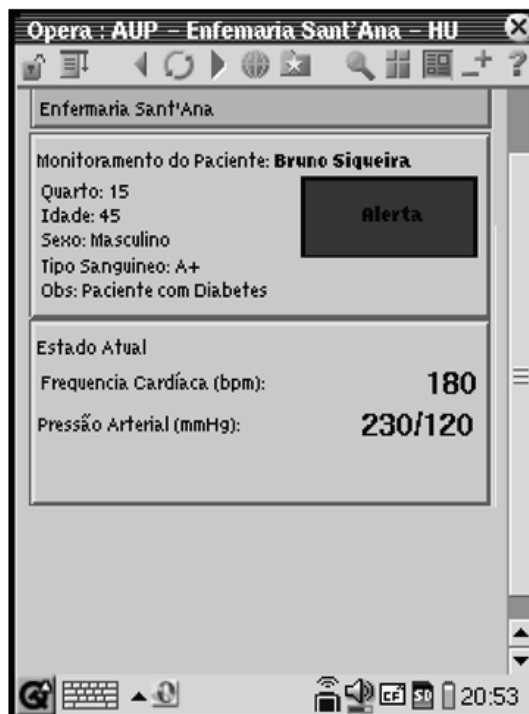 Opera : AUP – Enfemaria Sant'Ana – HU
?
Enfermaria Sant'Ana
Monitoramento do Paciente: Bruno Siqueira
Quarto: 15
Idade: 45
Sexo: Masculino
Tipo Sanguineo: A+
Obs: Paciente com Diabetes
Alerta
Estado Atual
Frequencia Cardíaca (bpm): 180
Pressão Arterial (mmHg): 230/120
CF SD 20:53